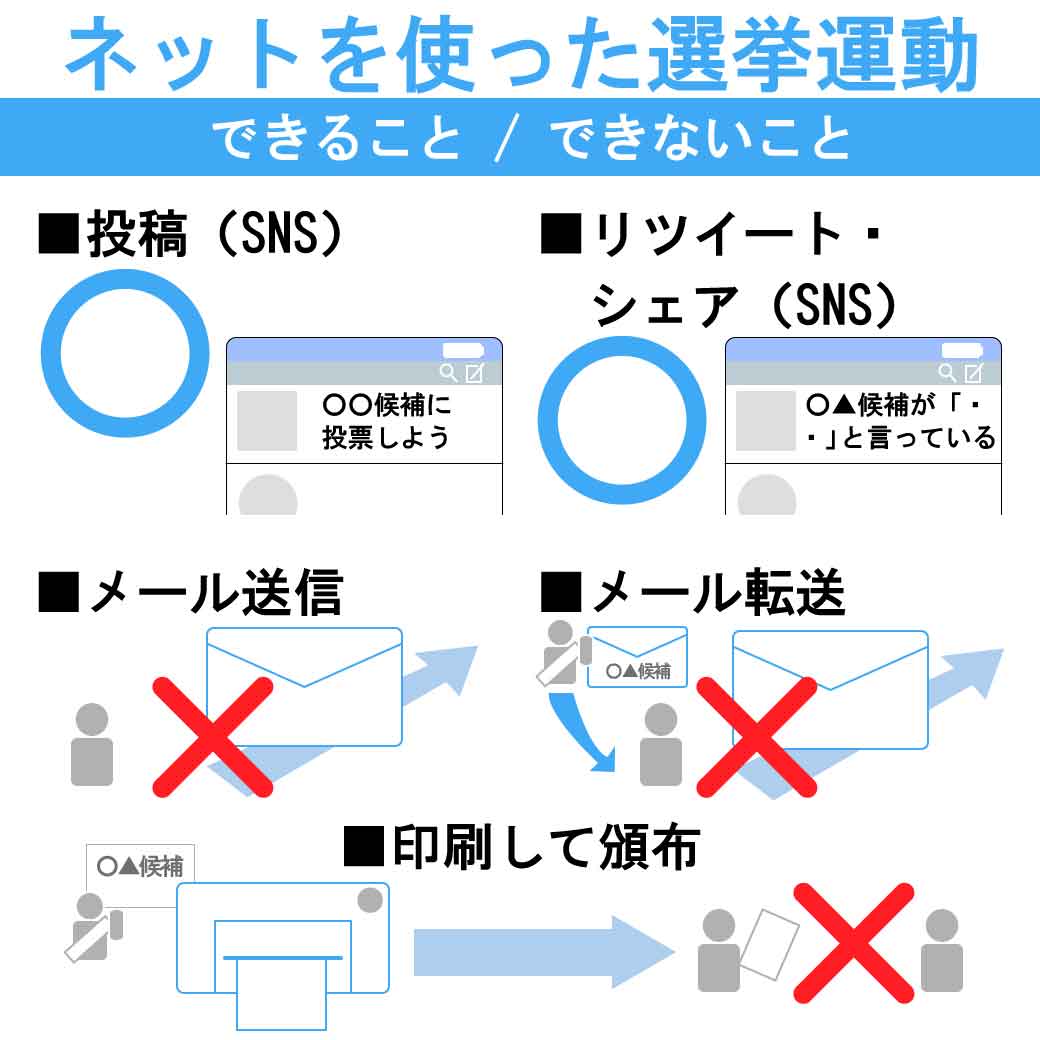 ネットを使った選挙運動
できること / できないこと
■投稿（SNS）
〇〇候補に
投票しよう
■リツイート・
シェア（SNS）
〇▲候補が「・
・」と言っている
■メール送信
■メール転送
〇▲候補
■印刷して頒布
〇▲候補